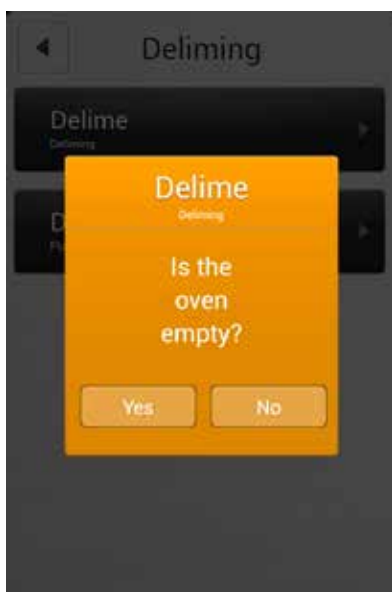 Deliming
Delime
Deliming
Delime
Deliming
D
Is the
oven
empty?
Yes
No